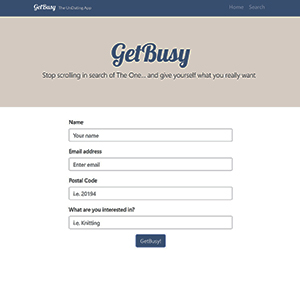 GetBusy The UnDating App Home Search
GetBusy
Stop scrolling in search of The One... and give yourself what you really want
Name
Your name
Email address
Enter email
Postal Code
i.e. 20194
What are you interested in?
i.e. Knitting
GetBusy!